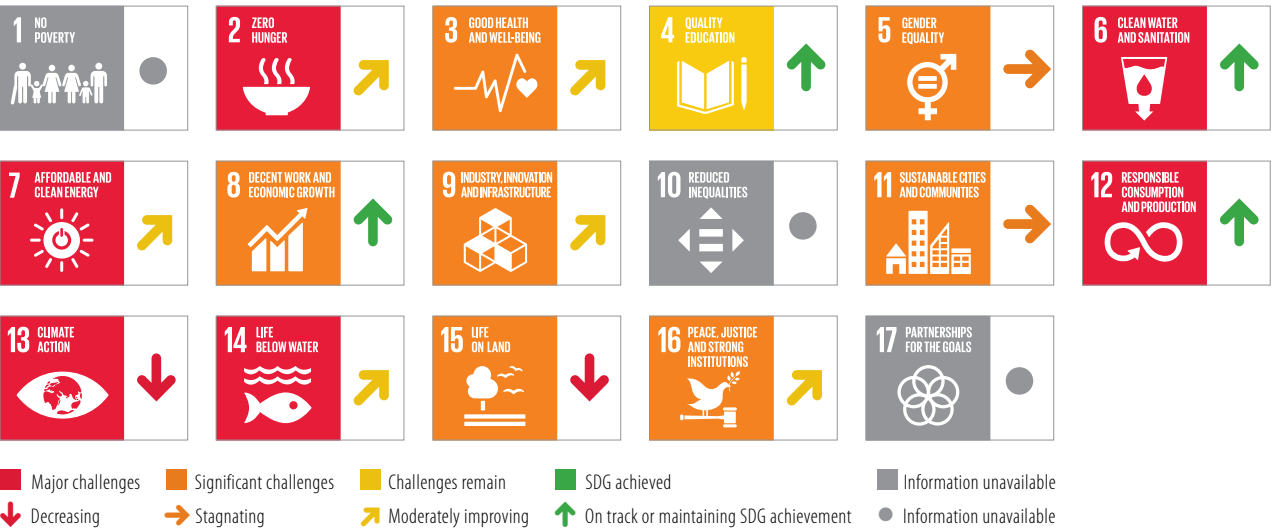 1 NO
POVERTY
2 ZERO
HUNGER
3 GOOD HEALTH
AND WELL-BEING
4 QUALITY
EDUCATION
5 GENDER
EQUALITY
6 CLEAN WATER
AND SANITATION
7 AFFORDABLE AND
CLEAN ENERGY
8 DECENT WORK AND
ECONOMIC GROWTH
9 INDUSTRY, INNOVATION
AND INFRASTRUCTURE
10 REDUCED
INEQUALITIES
11 SUSTAINABLE CITIES
AND COMMUNITIES
12 RESPONSIBLE
CONSUMPTION
AND PRODUCTION
13 CLIMATE
ACTION
14 LIFE
BELOW WATER
15 LIFE
ON LAND
16 PEACE, JUSTICE
AND STRONG
INSTITUTIONS
17 PARTNERSHIPS
FOR THE GOALS
Major challenges
Significant challenges
Challenges remain
SDG achieved
Information unavailable
Decreasing
Stagnating
Moderately improving
On track or maintaining SDG achievement
Information unavailable